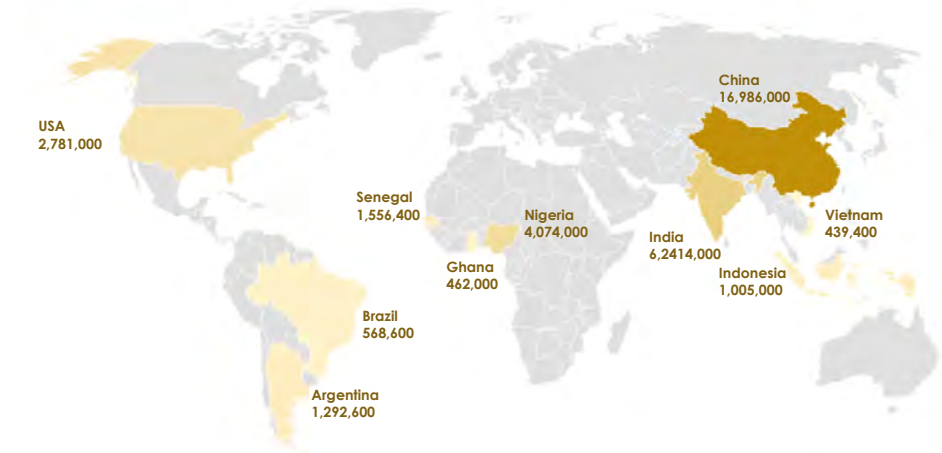 China
16,986,000
USA
2,781,000
Senegal
1,556,400
Nigeria
4,074,000
Vietnam
439,400
India
6,2414,000
Ghana
462,000
Indonesia
1,005,000
Brazil
568,600
Argentina
1,292,600